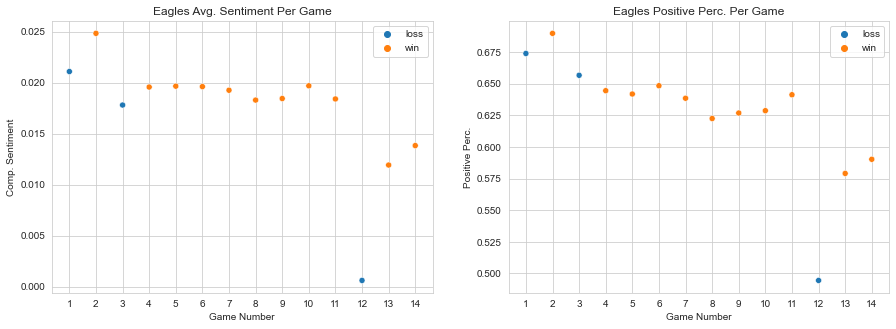 Eagles Avg. Sentiment Per Game
loss
win
0.025
0.020
0.015
0.010
0.005
0.000
Comp. Sentiment
1 2 3 4 5 6 7 8 9 10 11 12 13 14
Game Number
Eagles Positive Perc. Per Game
loss
win
0.675
0.650
0.625
0.600
0.575
0.550
0.525
0.500
Positive Perc.
1 2 3 4 5 6 7 8 9 10 11 12 13 14
Game Number